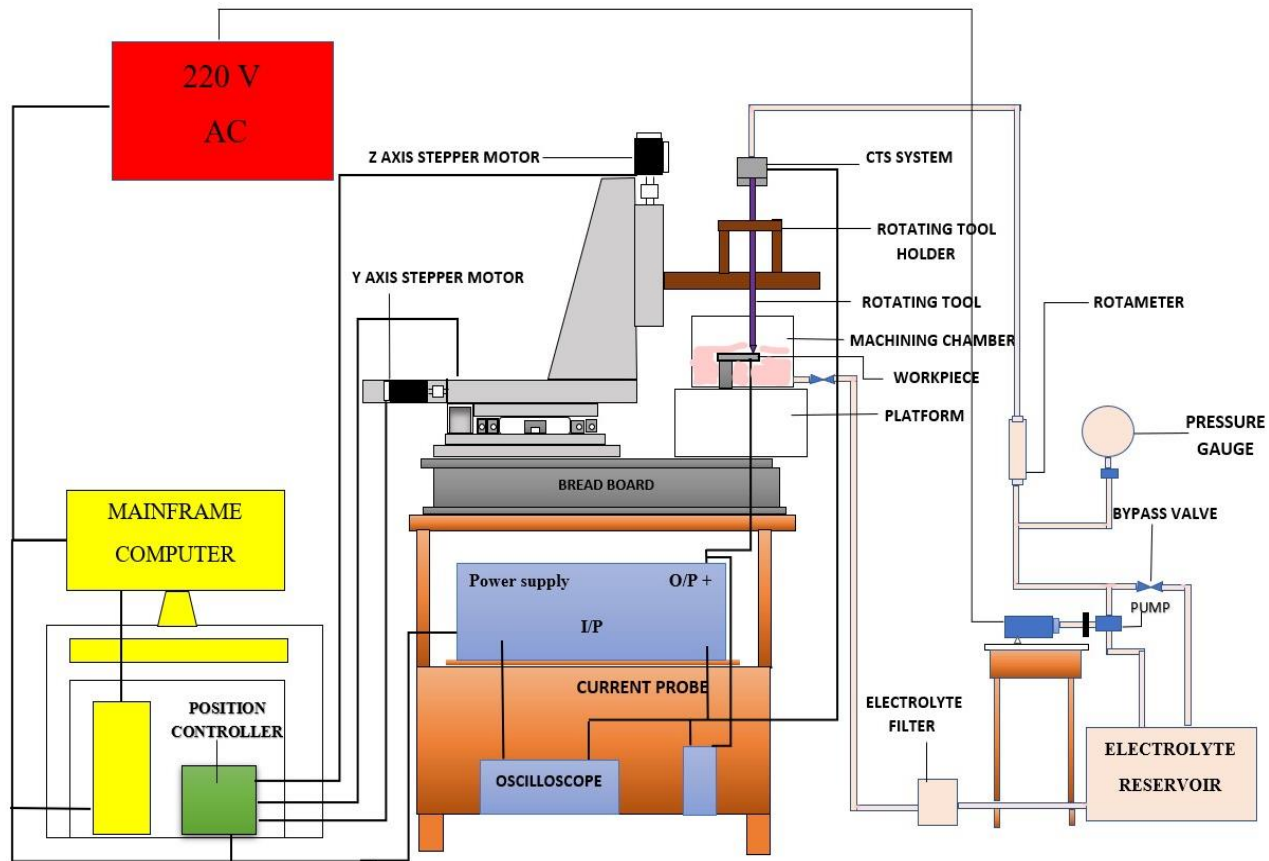 220 V
AC
Z AXIS STEPPER MOTOR
CTS SYSTEM
ROTATING TOOL
HOLDER
Y AXIS STEPPER MOTOR
ROTATING TOOL
ROTAMETER
MACHINING CHAMBER
WORKPIECE
PLATFORM
PRESSURE
GAUGE
BREAD BOARD
BYPASS VALVE
MAINFRAME
COMPUTER
Power supply
O/P +
I/P
PUMP
CURRENT PROBE
POSITION
CONTROLLER
ELECTROLYTE
FILTER
OSCILLOSCOPE
ELECTROLYTE
RESERVOIR